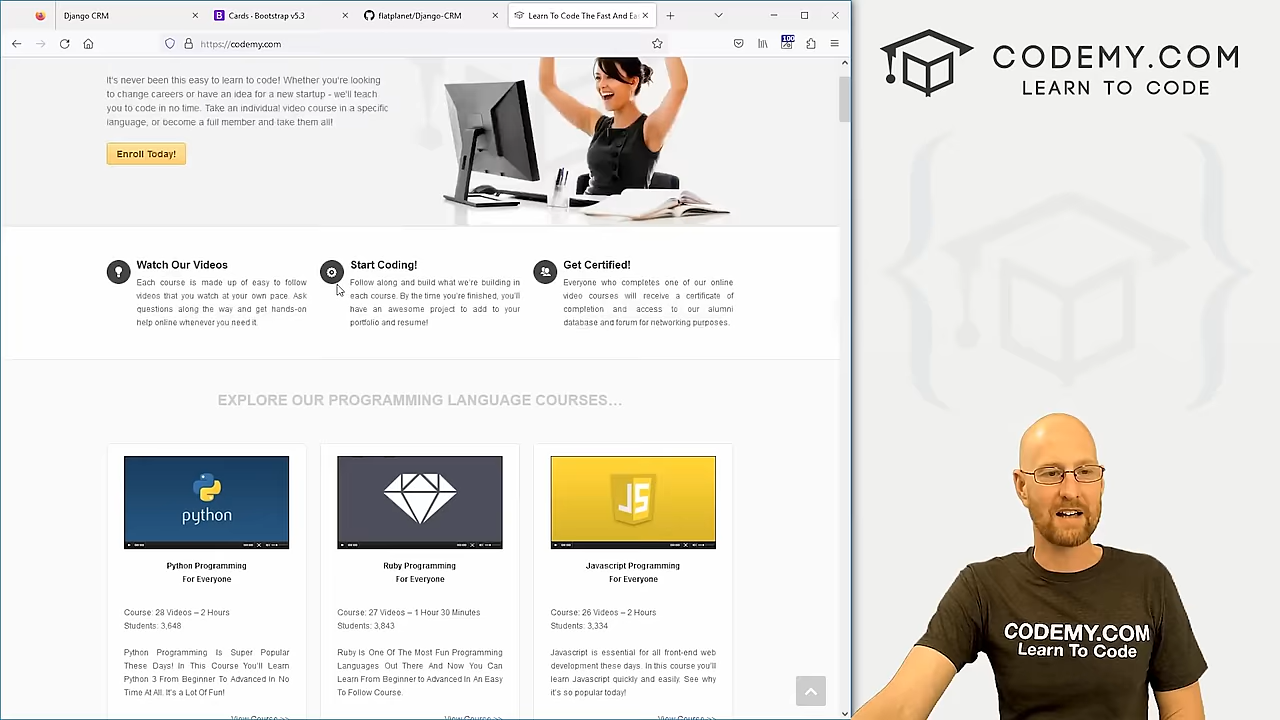 Django CRM
Cards · Bootstrap v5.3
flatplanet/Django-CRM
Learn To Code The Fast And Ea
https://codemy.com
100
CODEMY.COM
LEARN TO CODE
It's never been this easy to learn to code! Whether you're looking
to change careers or have an idea for a new startup - we'll teach
you to code in no time. Take an individual video course in a specific
language, or become a full member and take them all!
Enroll Today!
Watch Our Videos
Each course is made up of easy to follow
videos that you watch at your own pace. Ask
questions along the way and get hands-on
help online whenever you need it.
Start Coding!
Follow along and build what we're building in
each course. By the time you're finished, you'll
have an awesome project to add to your
portfolio and resume!
Get Certified!
Everyone who completes one of our online
video courses will receive a certificate of
completion and access to our alumni
database and forum for networking purposes.
EXPLORE OUR PROGRAMMING LANGUAGE COURSES...
python
Python Programming
For Everyone
Course: 28 Videos – 2 Hours
Students: 3,648
Python Programming Is Super Popular
These Days! In This Course You'll Learn
Python 3 From Beginner To Advanced In No
Time At All. It's a Lot Of Fun!
View Course >>
Ruby Programming
For Everyone
Course: 27 Videos – 1 Hour 30 Minutes
Students: 3,843
Ruby is One Of The Most Fun Programming
Languages Out There And Now You Can
Learn From Beginner to Advanced In An Easy
To Follow Course.
View Course >>
JS
Javascript Programming
For Everyone
Course: 26 Videos – 2 Hours
Students: 3,334
Javascript is essential for all front-end web
development these days. In this course you'll
learn Javascript quickly and easily. See why
it's so popular today!
View Course >>
CODEMY.COM
Learn To Code